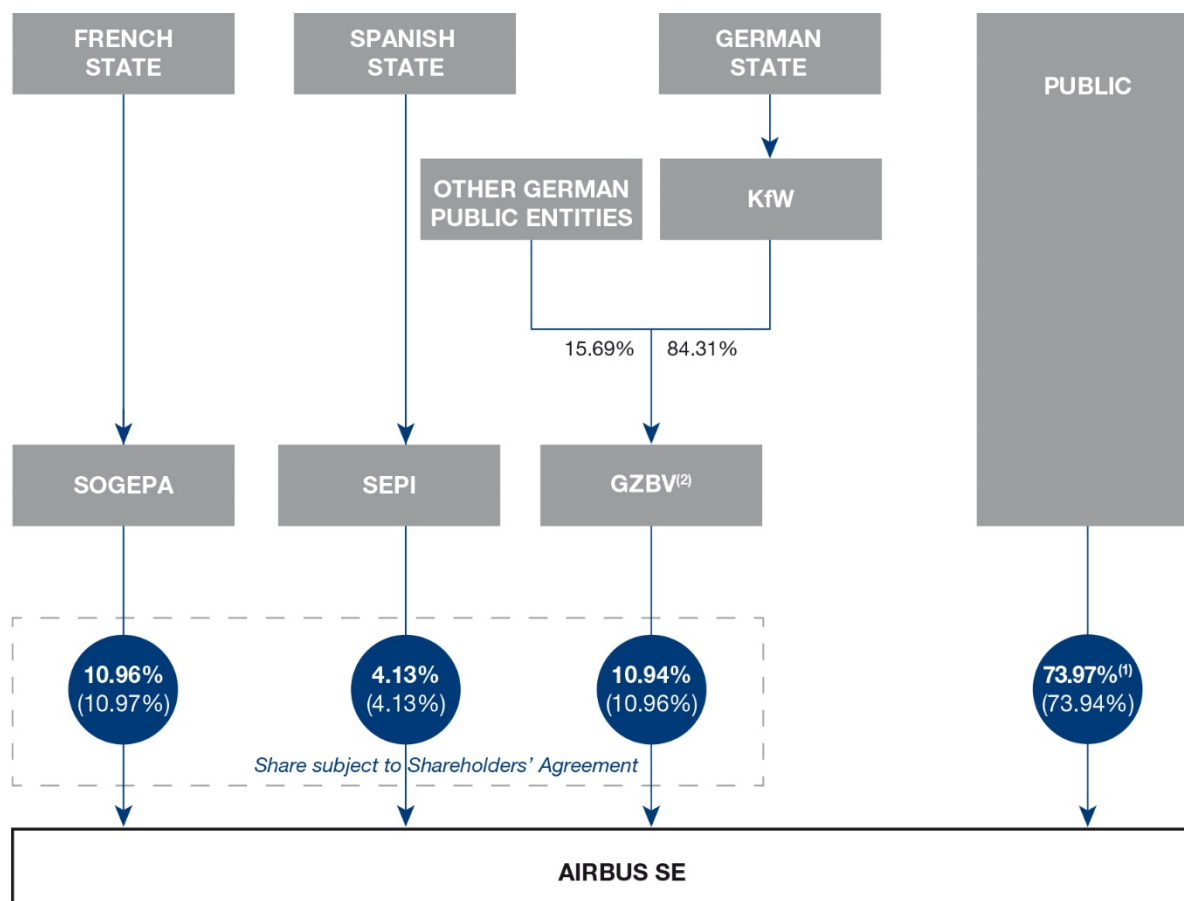 FRENCH
STATE
SPANISH
STATE
GERMAN
STATE
PUBLIC
OTHER GERMAN
PUBLIC ENTITIES
KfW
15.69%
84.31%
SOGEPA
SEPI
GZBV(2)
10.96%
(10.97%)
4.13%
(4.13%)
10.94%
(10.96%)
73.97%(1)
(73.94%)
Share subject to Shareholders’ Agreement
AIRBUS SE